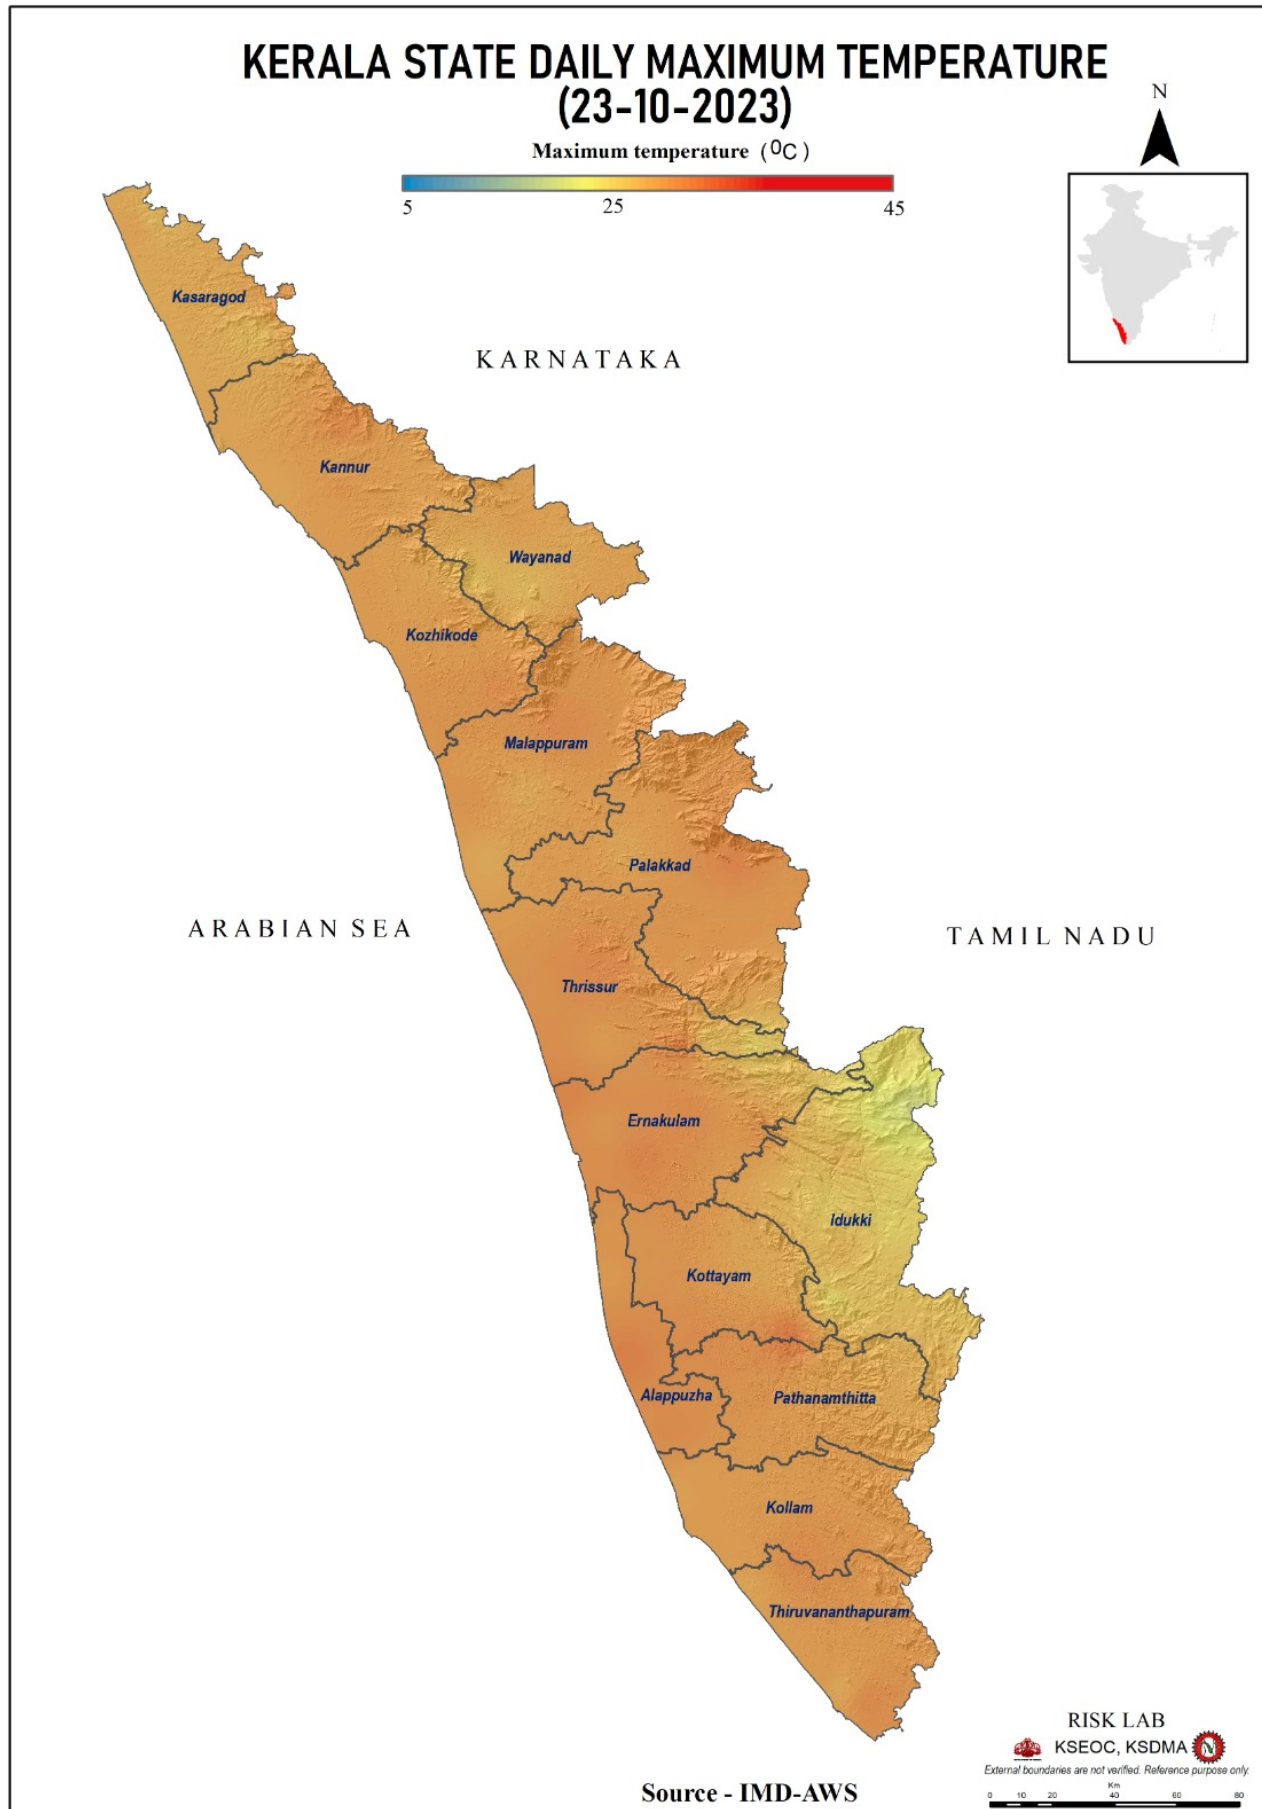 KERALA STATE DAILY MAXIMUM TEMPERATURE
(23-10-2023)
N
Maximum temperature (⁰C)
5 25 45
Kasaragod
KARNATAKA
Kannur
Wayanad
Kozhikode
Malappuram
Palakkad
ARABIAN SEA
TAMIL NADU
Thrissur
Ernakulam
Idukki
Kottayam
Alappuzha
Pathanamthitta
Kollam
Thiruvananthapuram
RISK LAB
KSEOC, KSDMA
External boundaries are not verified. Reference purpose only.
Km
0 10 20 40 60 80
Source - IMD-AWS